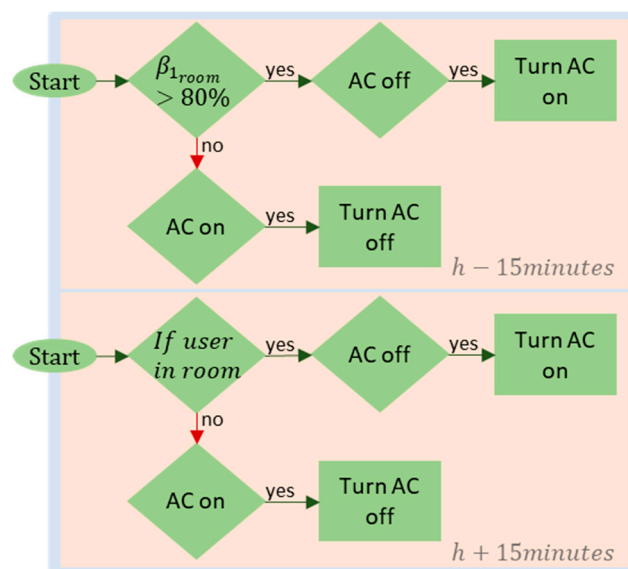 Start
β₁ᵣₒₒₘ
> 80%
yes
AC off
yes
Turn AC
on
no
AC on
yes
Turn AC
off
h − 15minutes
Start
If user
in room
yes
AC off
yes
Turn AC
on
no
AC on
yes
Turn AC
off
h + 15minutes